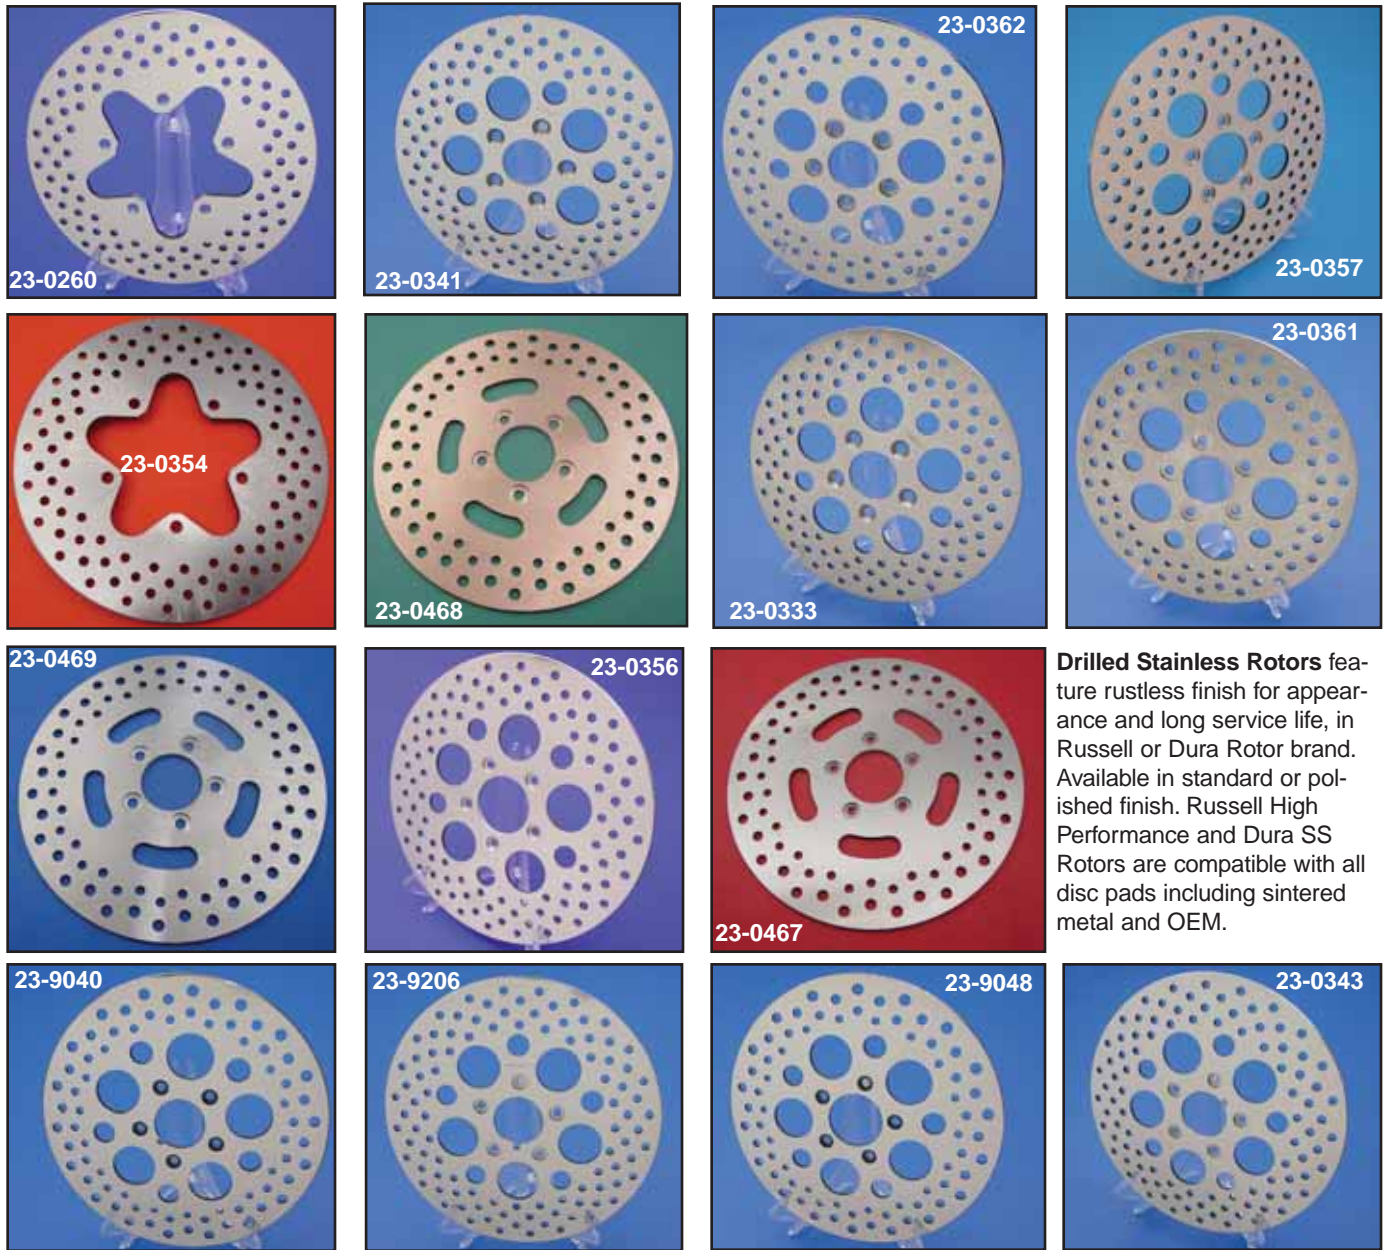 23-0260
23-0341
23-0362
23-0357
23-0354
23-0468
23-0333
23-0361
23-0469
23-0356
23-0467
Drilled Stainless Rotors fea-
ture rustless finish for appear-
ance and long service life, in
Russell or Dura Rotor brand.
Available in standard or pol-
ished finish. Russell High
Performance and Dura SS
Rotors are compatible with all
disc pads including sintered
metal and OEM.
23-9040
23-9206
23-9048
23-0343